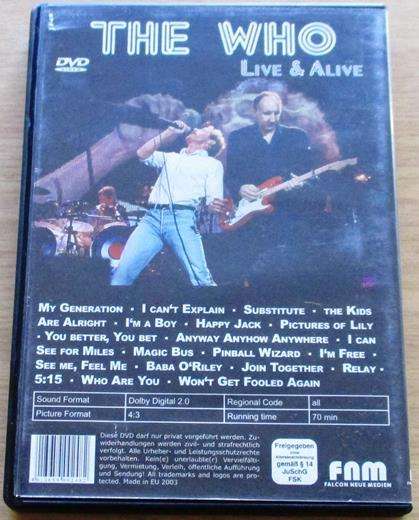 THE WHO
LIVE & ALIVE
DVD
VIDEO
MY GENERATION · I CAN'T EXPLAIN · SUBSTITUTE · THE KIDS
ARE ALRIGHT · I'M A BOY · HAPPY JACK · PICTURES OF LILY
· YOU BETTER, YOU BET · ANYWAY ANYHOW ANYWHERE · I CAN
SEE FOR MILES · MAGIC BUS · PINBALL WIZARD · I'M FREE ·
SEE ME, FEEL ME · BABA O'RILEY · JOIN TOGETHER · RELAY ·
5:15 · WHO ARE YOU · WON'T GET FOOLED AGAIN
Sound Format Dolby Digital 2.0 Regional Code all
Picture Format 4:3 Running time 70 min
Diese DVD darf nur privat vorgeführt werden. Zu-
widerhandlungen werden zivil- und strafrechtlich
verfolgt. Alle Urheber- und Leistungsschutzrechte
vorbehalten. Kein(e) unerlaubte(r) Vervielfälti-
gung, Vermietung, Verleih, öffentliche Aufführung
und Sendung! All trademarks and logos are pro-
tected. Made in EU 2003
Freigegeben
gemäß § 14
JuSchG
FSK
FNM
FALCON NEUE MEDIEN